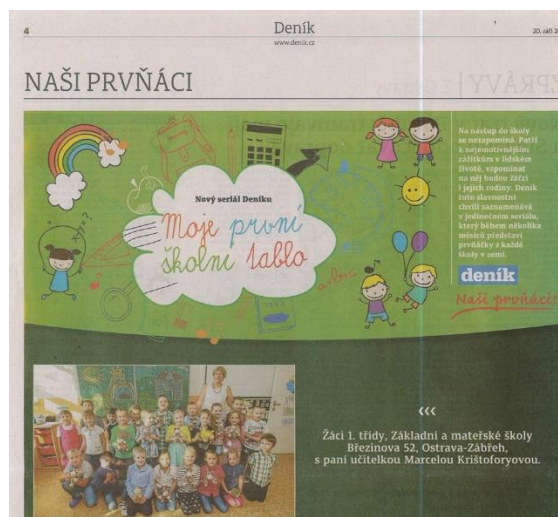 4
Deník
www.denik.cz
20. září 2
NAŠI PRVŇÁCI
Nový seriál Deníku
Moje první
školní tablo
Na nástup do školy
se nezapomíná. Patří
k nejemotivnějším
zážitkům v lidském
životě, vzpomínat
na něj budou žáčci
i jejich rodiny. Deník
tuto slavnostní
chvíli zaznamenává
v jedinečném seriálu,
který během několika
měsíců představí
prvňáčky z každé
školy v zemi.
deník
Naši prvňáci!
‹‹‹
Žáci 1. třídy, Základní a mateřské školy
Březinova 52, Ostrava-Zábřeh,
s paní učitelkou Marcelou Krištoforyovou.